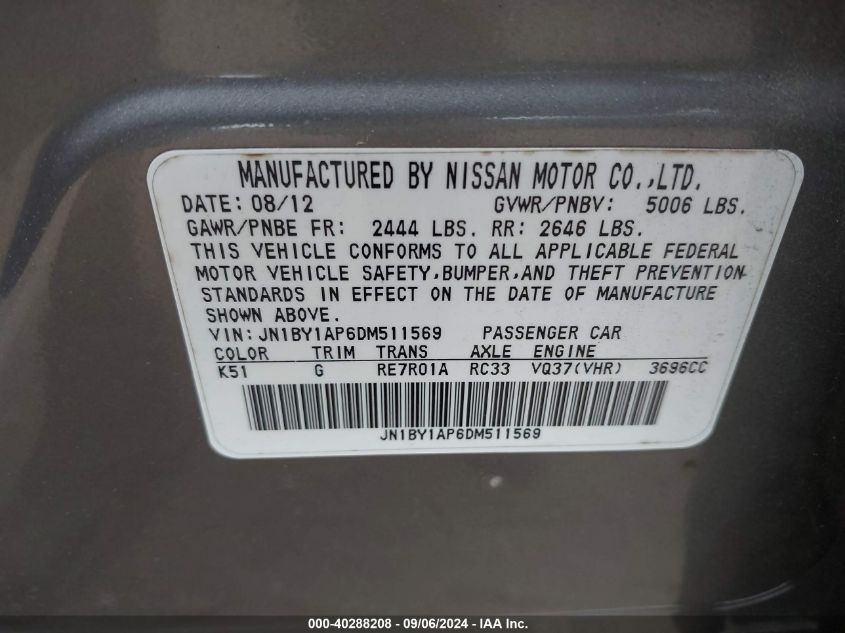 MANUFACTURED BY NISSAN MOTOR CO.,LTD.
DATE: 08/12 GVWR/PNBV: 5006 LBS.
GAWR/PNBE FR: 2444 LBS. RR: 2646 LBS.
THIS VEHICLE CONFORMS TO ALL APPLICABLE FEDERAL
MOTOR VEHICLE SAFETY,BUMPER,AND THEFT PREVENTION
STANDARDS IN EFFECT ON THE DATE OF MANUFACTURE
SHOWN ABOVE.
VIN: JN1BY1AP6DM511569 PASSENGER CAR
COLOR TRIM TRANS AXLE ENGINE
K51 G RE7R01A RC33 VQ37(VHR) 3696CC
JN1BY1AP6DM511569
000-40288208 - 09/06/2024 - IAA Inc.